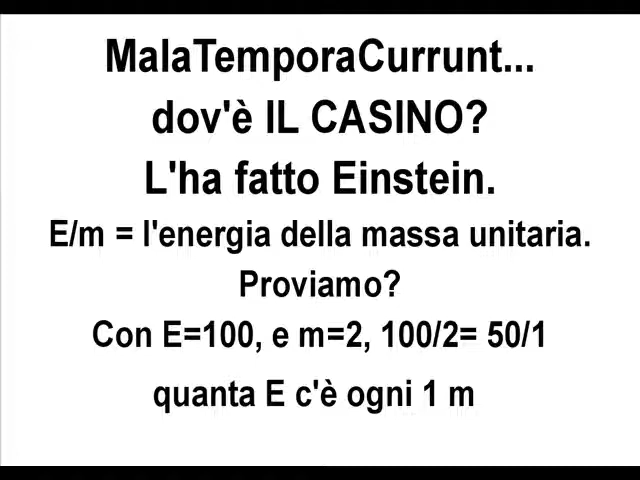 MalaTemporaCurrunt...
dov'è IL CASINO?
L'ha fatto Einstein.
E/m = l'energia della massa unitaria.
Proviamo?
Con E=100, e m=2, 100/2= 50/1
quanta E c'è ogni 1 m